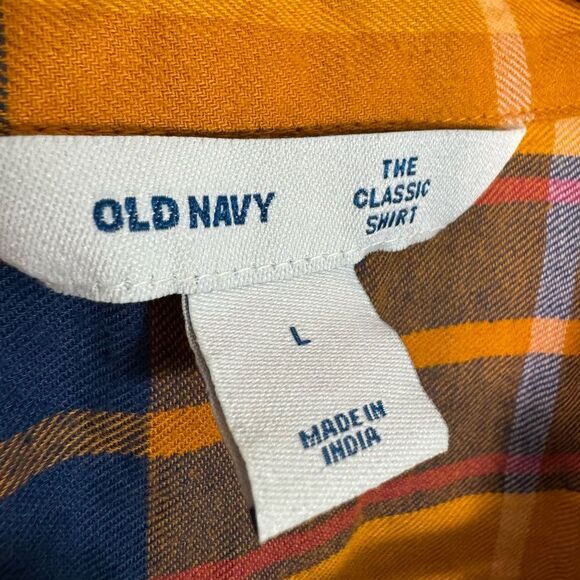 OLD NAVY
THE
CLASSIC
SHIRT
L
MADE IN
INDIA